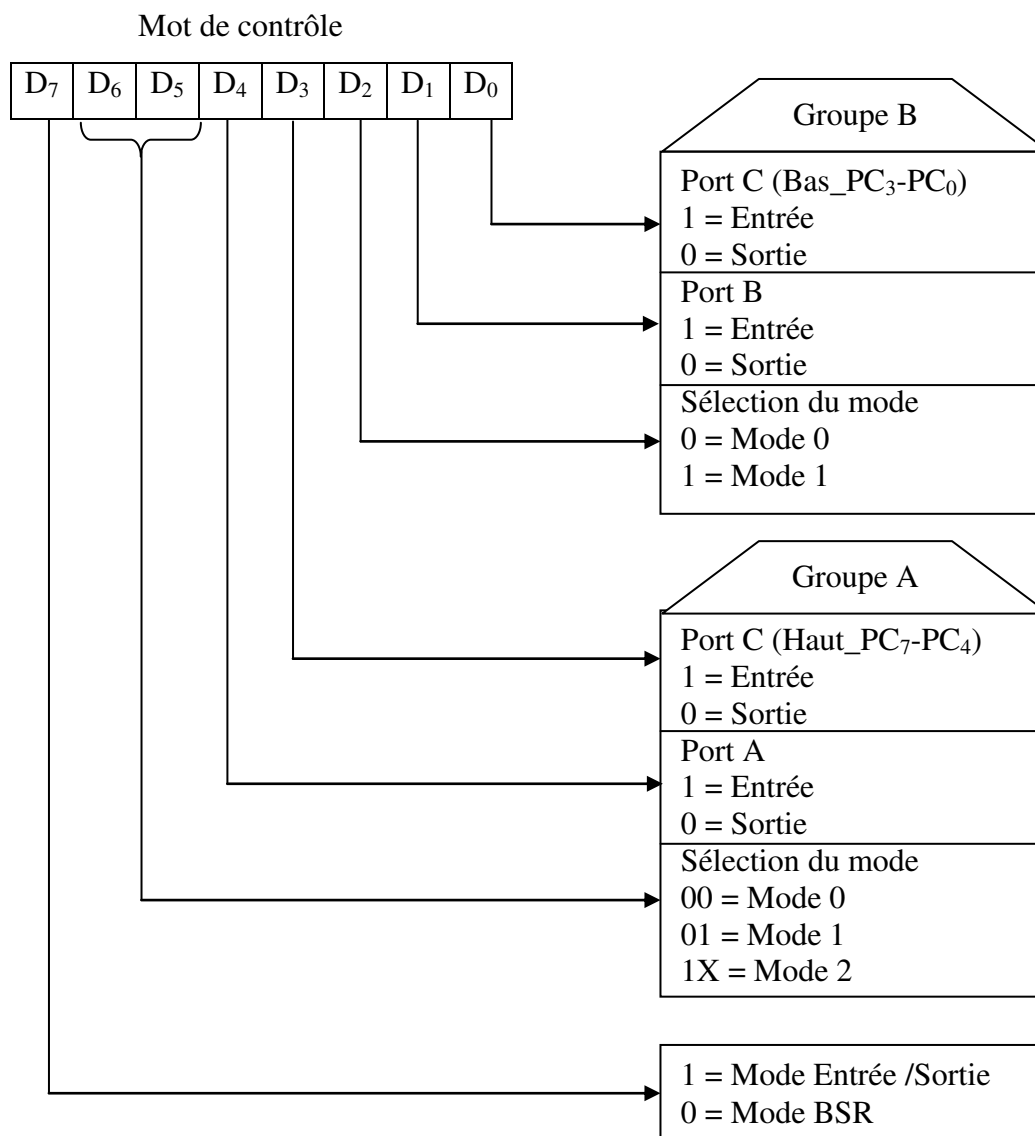 Mot de contrôle
D₇ D₆ D₅ D₄ D₃ D₂ D₁ D₀
Groupe B
Port C (Bas_PC₃-PC₀)
1 = Entrée
0 = Sortie
Port B
1 = Entrée
0 = Sortie
Sélection du mode
0 = Mode 0
1 = Mode 1
Groupe A
Port C (Haut_PC₇-PC₄)
1 = Entrée
0 = Sortie
Port A
1 = Entrée
0 = Sortie
Sélection du mode
00 = Mode 0
01 = Mode 1
1X = Mode 2
1 = Mode Entrée /Sortie
0 = Mode BSR